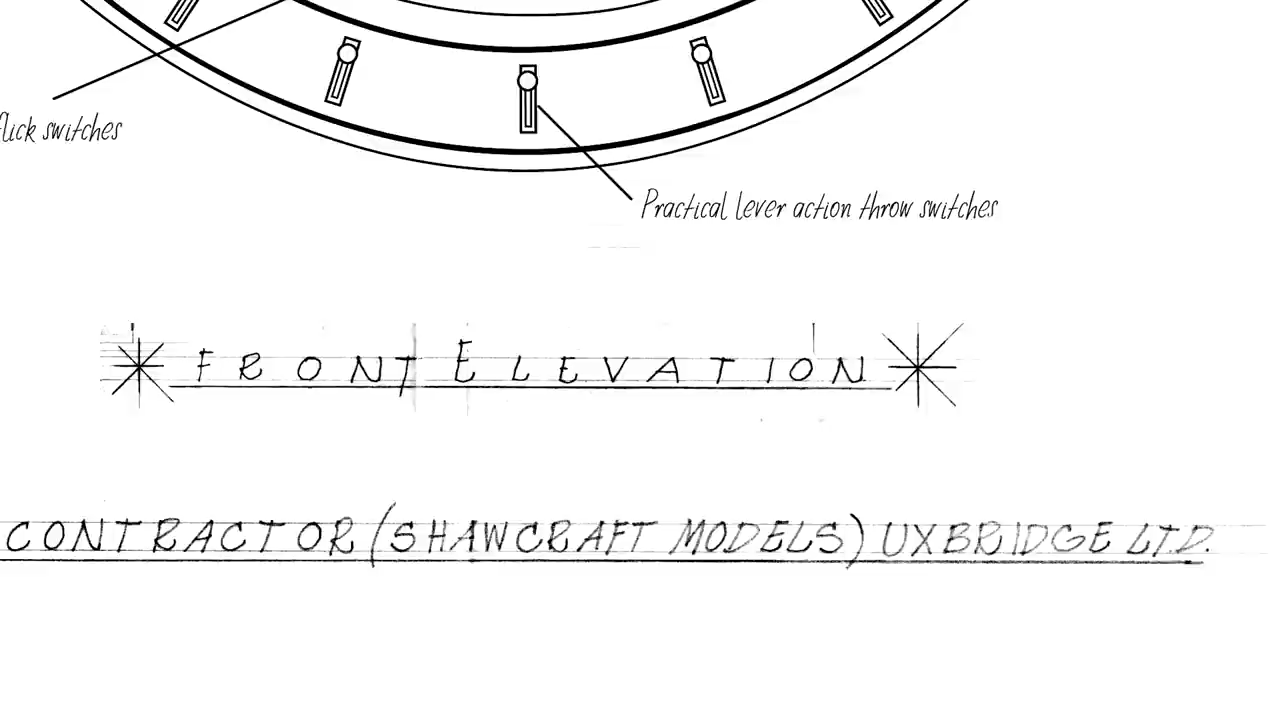 flick switches
Practical lever action throw switches
FRONT ELEVATION
CONTRACTOR (SHAWCRAFT MODELS) UXBRIDGE LTD.